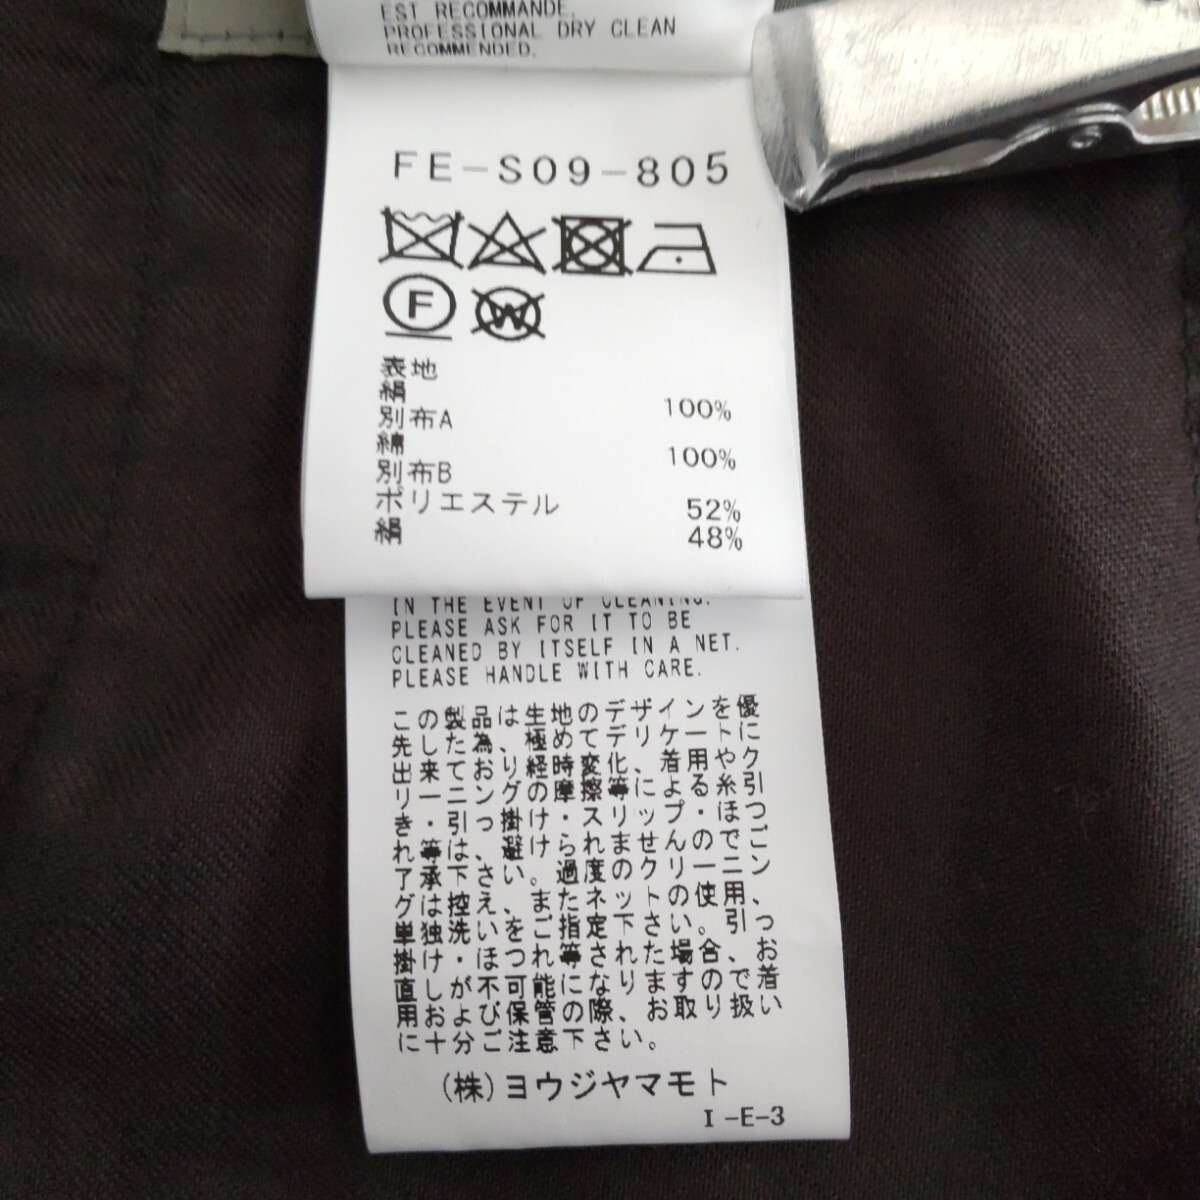 EST RECOMMANDE.
PROFESSIONAL DRY CLEAN
RECOMMENDED.
FE-S09-805
F
W
表地
絹 100%
別布A
綿 100%
別布B
ポリエステル 52%
絹 48%
IN THE EVENT OF CLEANING.
PLEASE ASK FOR IT TO BE
CLEANED BY ITSELF IN A NET.
PLEASE HANDLE WITH CARE.
この製品は生地のデザインを優
先した為、極めてデリケートに
出来ており経時変化、着用やク
リーニングの摩擦等による糸引
き・引っ掛け・スリップ・ほつ
れ等は、避けられませんのでご
了承下さい。過度のクリーニン
グは控え、またネットの使用、
単独洗いをご指定下さい。引っ
掛け・ほつれ等された場合、お
直しが不可能になりますので着
用および保管の際、お取り扱い
に十分ご注意下さい。
(株)ヨウジヤマモト
I-E-3